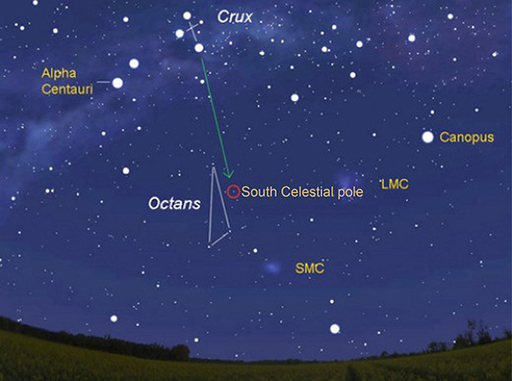 Crux
Alpha
Centauri
Canopus
LMC
South Celestial pole
Octans
SMC